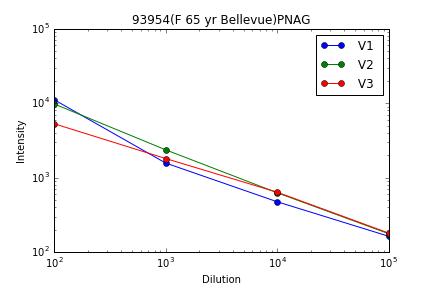 93954(F 65 yr Bellevue)PNAG
10^5
10^4
10^3
10^2
Intensity
V1
V2
V3
10^2 10^3 10^4 10^5
Dilution